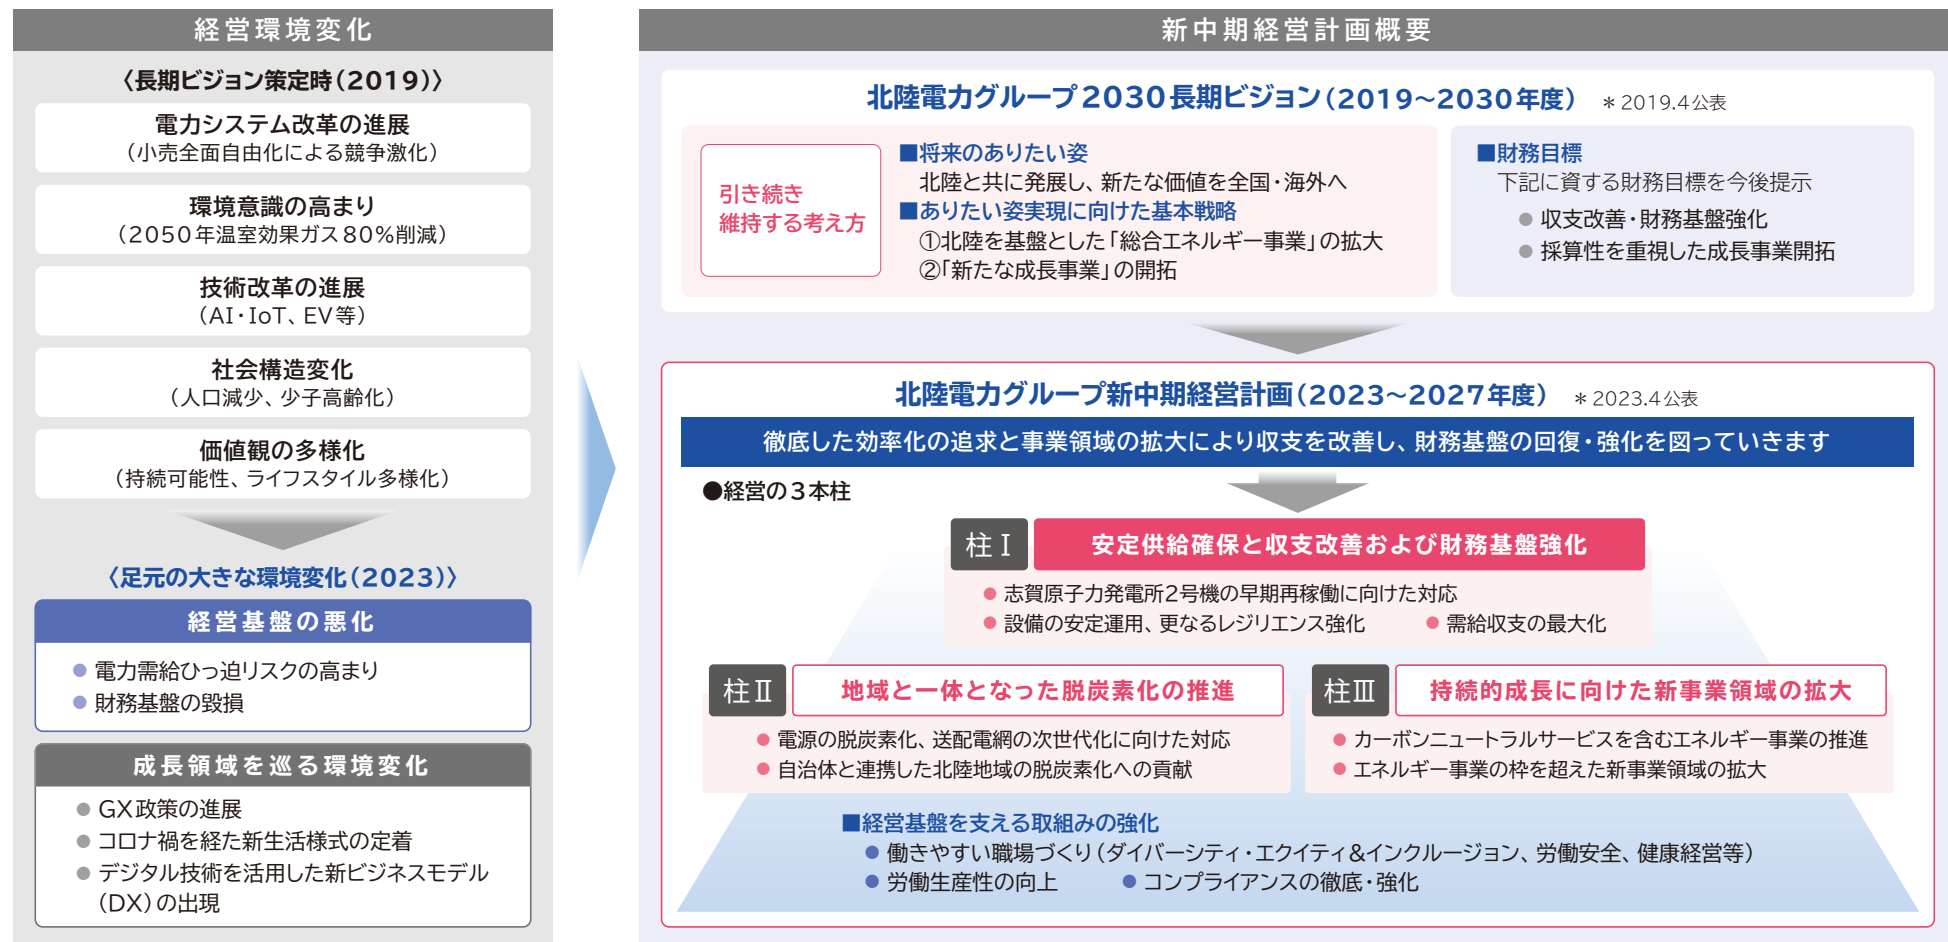 経営環境変化
〈長期ビジョン策定時（2019）〉
電力システム改革の進展
（小売全面自由化による競争激化）
環境意識の高まり
（2050年温室効果ガス80%削減）
技術改革の進展
（AI・IoT、EV等）
社会構造変化
（人口減少、少子高齢化）
価値観の多様化
（持続可能性、ライフスタイル多様化）
〈足元の大きな環境変化（2023）〉
経営基盤の悪化
● 電力需給ひっ迫リスクの高まり
● 財務基盤の毀損
成長領域を巡る環境変化
● GX政策の進展
● コロナ禍を経た新生活様式の定着
● デジタル技術を活用した新ビジネスモデル
（DX）の出現
新中期経営計画概要
北陸電力グループ2030長期ビジョン（2019～2030年度） ＊2019.4公表
引き続き
維持する考え方
■将来のありたい姿
北陸と共に発展し、新たな価値を全国・海外へ
■ありたい姿実現に向けた基本戦略
①北陸を基盤とした「総合エネルギー事業」の拡大
②「新たな成長事業」の開拓
■財務目標
下記に資する財務目標を今後提示
● 収支改善・財務基盤強化
● 採算性を重視した成長事業開拓
北陸電力グループ新中期経営計画（2023～2027年度） ＊2023.4公表
徹底した効率化の追求と事業領域の拡大により収支を改善し、財務基盤の回復・強化を図っていきます
●経営の3本柱
柱Ⅰ 安定供給確保と収支改善および財務基盤強化
● 志賀原子力発電所2号機の早期再稼働に向けた対応
● 設備の安定運用、更なるレジリエンス強化 ● 需給収支の最大化
柱Ⅱ 地域と一体となった脱炭素化の推進
● 電源の脱炭素化、送配電網の次世代化に向けた対応
● 自治体と連携した北陸地域の脱炭素化への貢献
柱Ⅲ 持続的成長に向けた新事業領域の拡大
● カーボンニュートラルサービスを含むエネルギー事業の推進
● エネルギー事業の枠を超えた新事業領域の拡大
■経営基盤を支える取組みの強化
● 働きやすい職場づくり（ダイバーシティ・エクイティ&インクルージョン、労働安全、健康経営等）
● 労働生産性の向上 ● コンプライアンスの徹底・強化